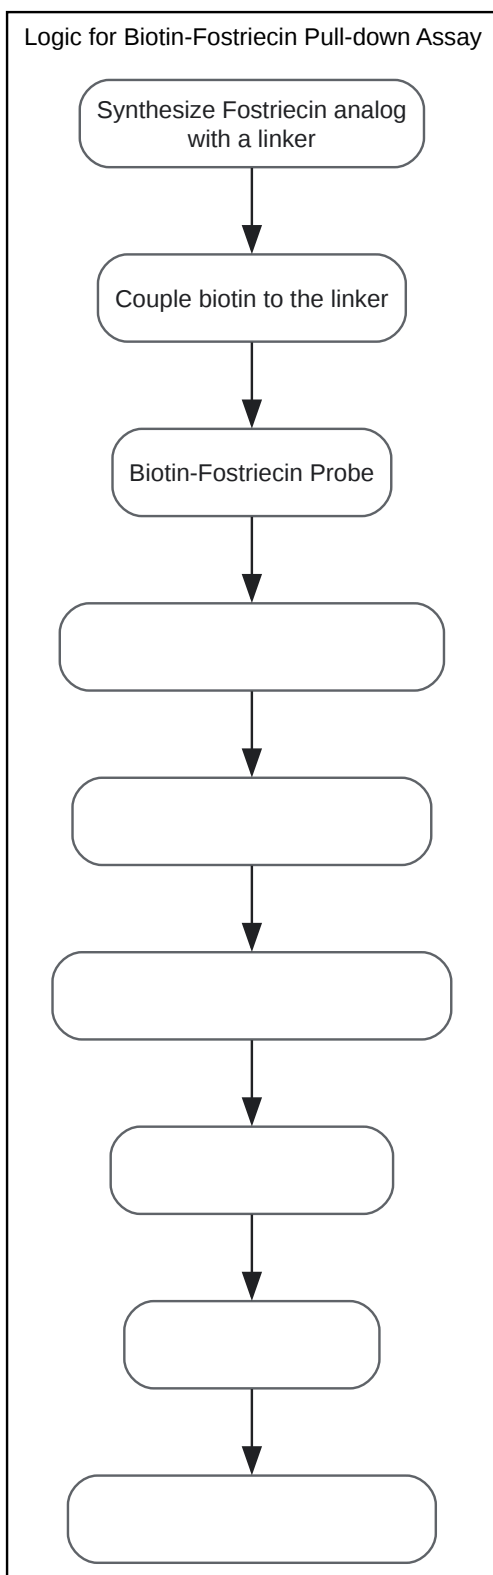 Logic for Biotin-Fostriecin Pull-down Assay
Synthesize Fostriecin analog
with a linker
Couple biotin to the linker
Biotin-Fostriecin Probe